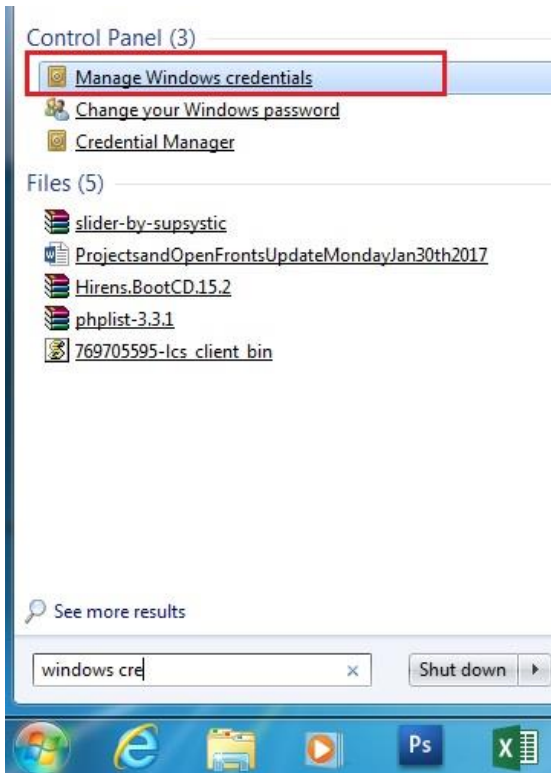 Control Panel (3)
Manage Windows credentials
Change your Windows password
Credential Manager
Files (5)
slider-by-supsystic
ProjectsandOpenFrontsUpdateMondayJan30th2017
Hirens.BootCD.15.2
phplist-3.3.1
769705595-lcs_client_bin
See more results
windows cre
Shut down
Ps
X